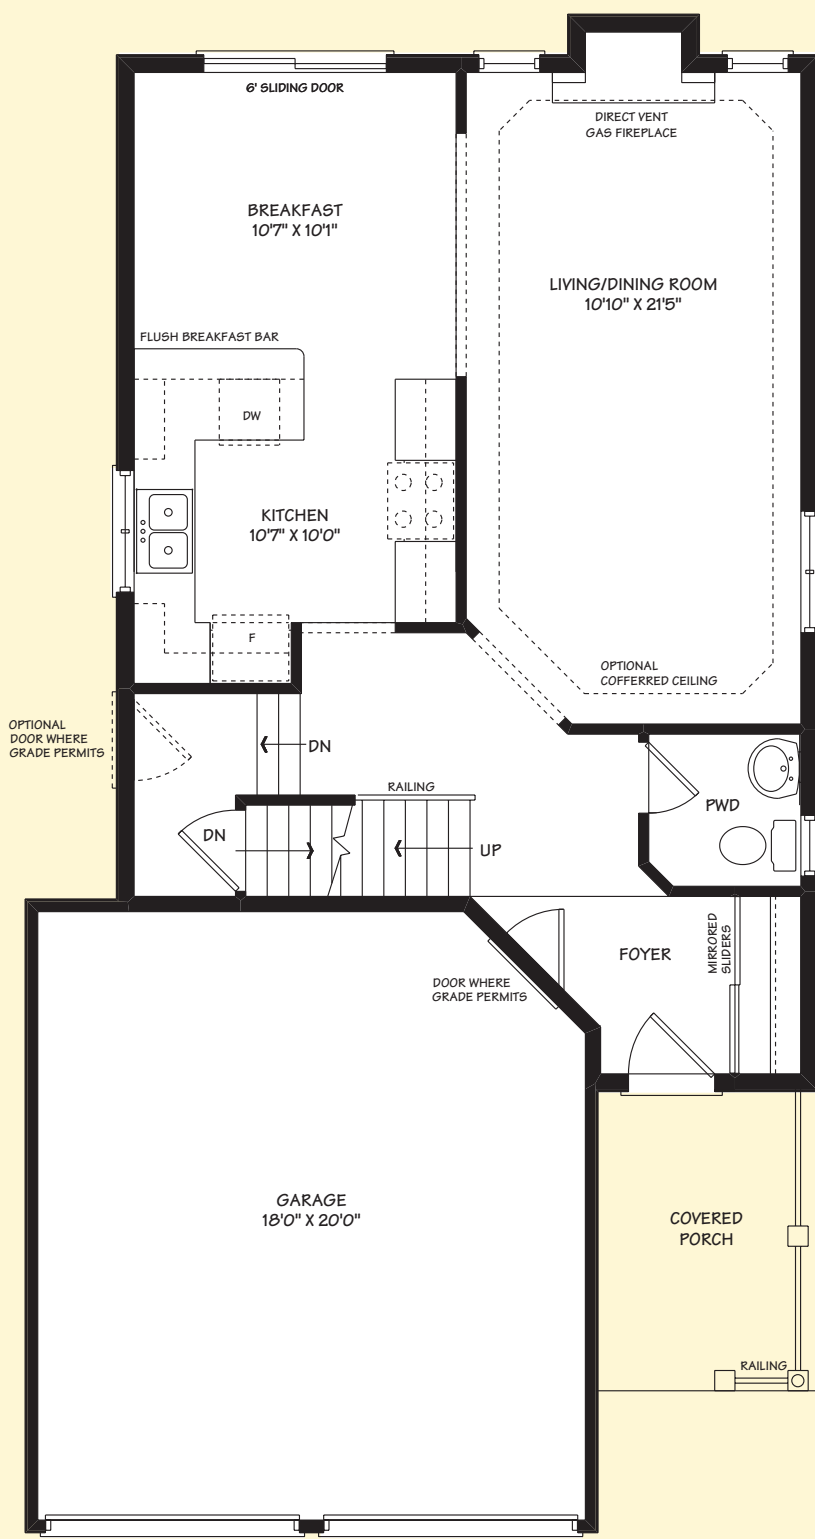 6' SLIDING DOOR
DIRECT VENT
GAS FIREPLACE
BREAKFAST
10'7" X 10'1"
LIVING/DINING ROOM
10'10" X 21'5"
FLUSH BREAKFAST BAR
DW
KITCHEN
10'7" X 10'0"
F
OPTIONAL
COFFERRED CEILING
OPTIONAL
DOOR WHERE
GRADE PERMITS
DN
RAILING
PWD
DN
UP
FOYER
MIRRORED
SLIDERS
DOOR WHERE
GRADE PERMITS
GARAGE
18'0" X 20'0"
COVERED
PORCH
RAILING